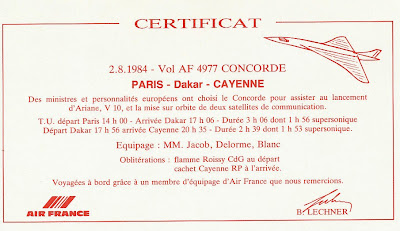 CERTIFICAT
2.8.1984 - Vol AF 4977 CONCORDE
PARIS - Dakar - CAYENNE
Des ministres et personnalités européens ont choisi le Concorde pour assister au lancement
d'Ariane, V 10, et la mise sur orbite de deux satellites de communication.
T.U. départ Paris 14 h 00 - Arrivée Dakar 17 h 06 - Durée 3 h 06 dont 1 h 56 supersonique
Départ Dakar 17 h 56 arrivée Cayenne 20 h 35 - Durée 2 h 39 dont 1 h 53 supersonique.
Equipage : MM. Jacob, Delorme, Blanc
Oblitérations : flamme Roissy CdG au départ
cachet Cayenne RP à l'arrivée.
Voyagées à bord grâce à un membre d'équipage d'Air France que nous remercions.
AIR FRANCE
B. LECHNER